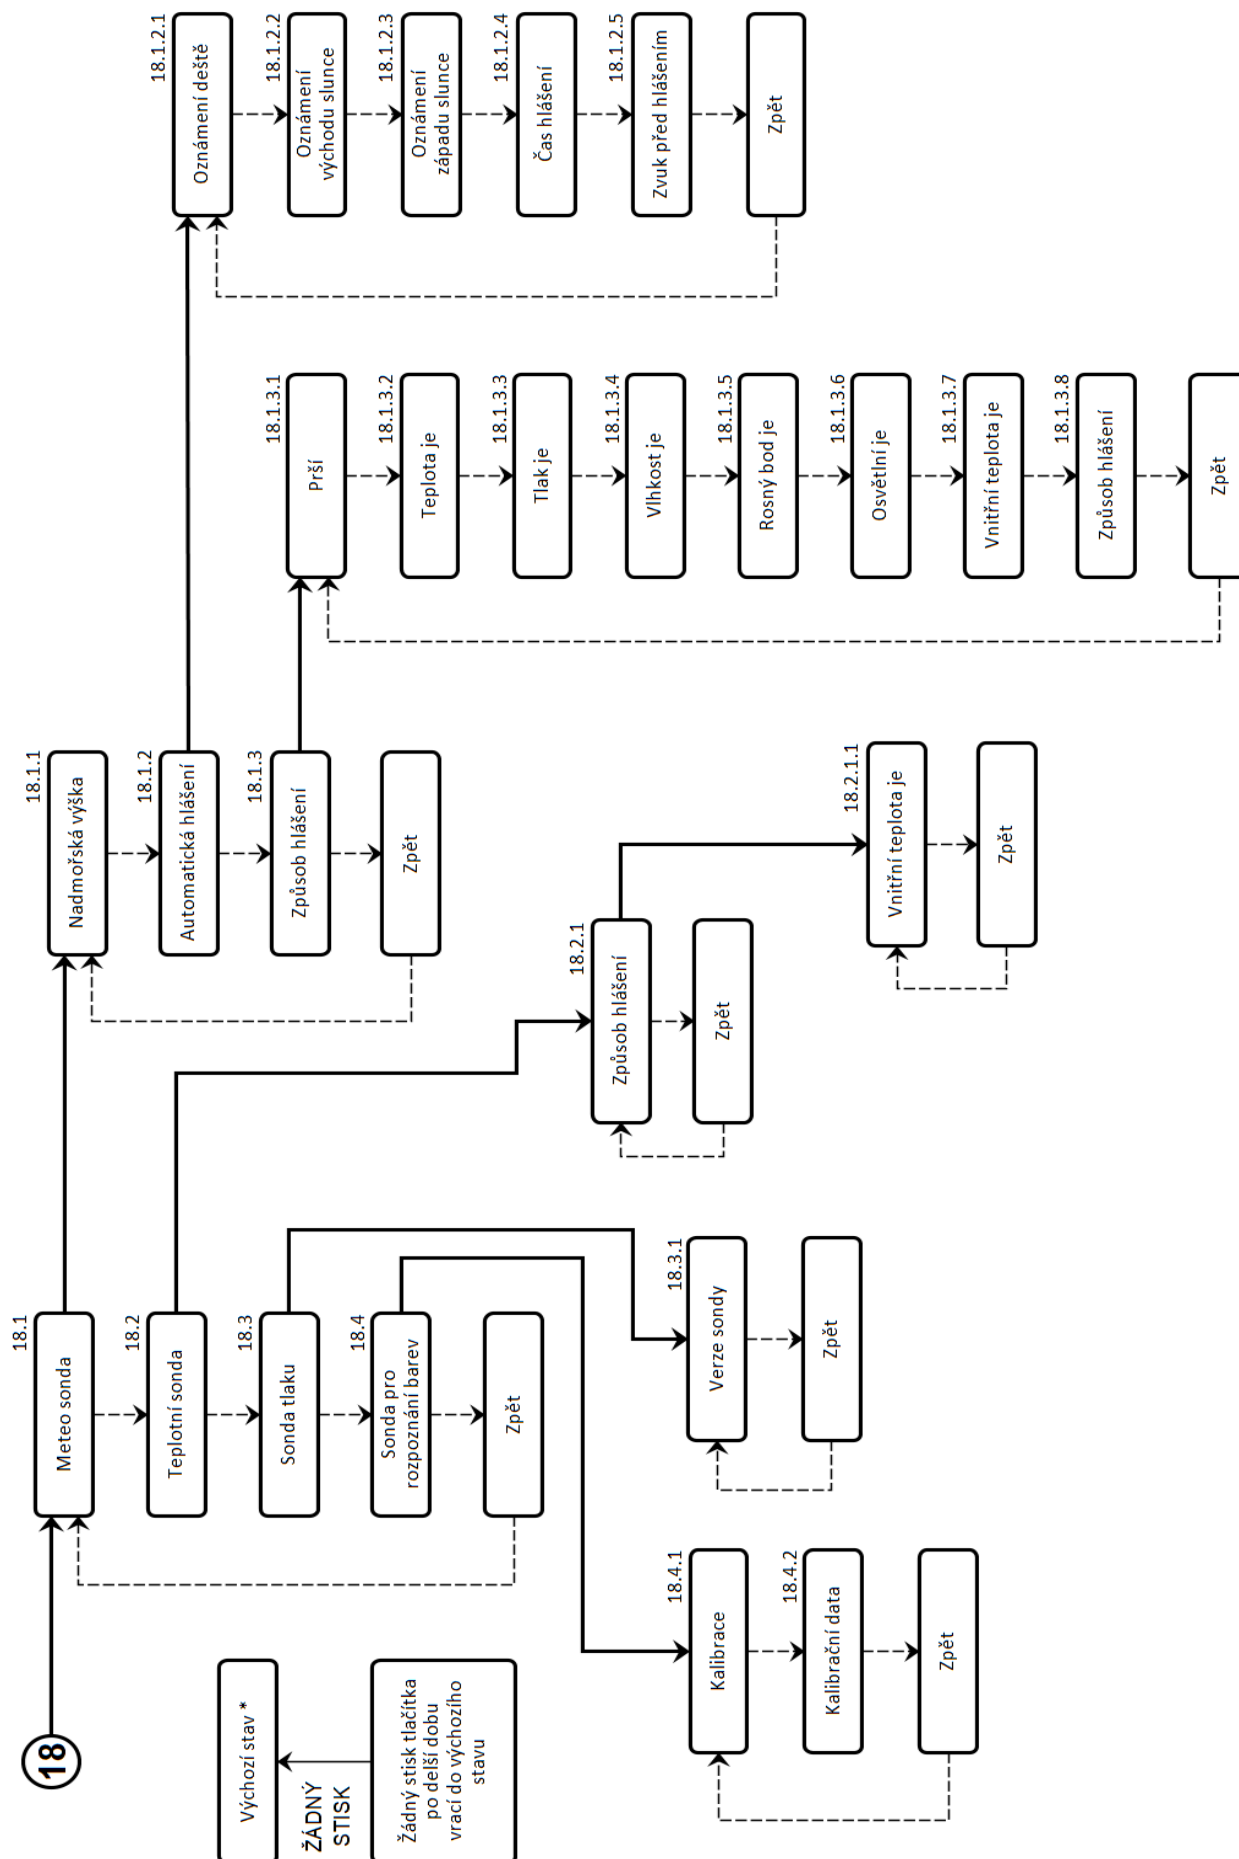 18
18.1
Meteo sonda
18.2
Teplotní sonda
18.3
Sonda tlaku
18.4
Sonda pro
rozpoznání barev
Zpět
18.1.1
Nadmořská výška
18.1.2
Automatická hlášení
18.1.3
Způsob hlášení
Zpět
18.1.2.1
Oznámení deště
18.1.2.2
Oznámení
východu slunce
18.1.2.3
Oznámení
západu slunce
18.1.2.4
Čas hlášení
18.1.2.5
Zvuk před hlášením
Zpět
18.1.3.1
Prší
18.1.3.2
Teplota je
18.1.3.3
Tlak je
18.1.3.4
Vlhkost je
18.1.3.5
Rosný bod je
18.1.3.6
Osvětlní je
18.1.3.7
Vnitřní teplota je
18.1.3.8
Způsob hlášení
Zpět
18.2.1
Způsob hlášení
Zpět
18.2.1.1
Vnitřní teplota je
Zpět
18.3.1
Verze sondy
Zpět
18.4.1
Kalibrace
18.4.2
Kalibrační data
Zpět
Výchozí stav *
ŽÁDNÝ
STISK
Žádný stisk tlačítka
po delší dobu
vrací do výchozího
stavu